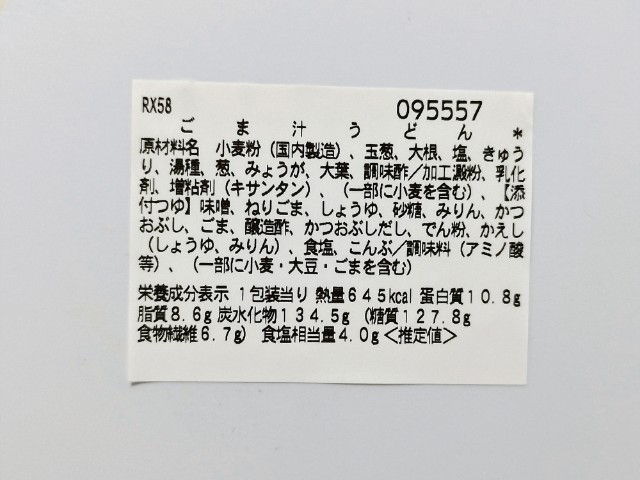 RX58 095557
ごま汁うどん *
原材料名 小麦粉(国内製造)、玉葱、大根、塩、きゅう
り、湯種、葱、みょうが、大葉、調味酢/加工澱粉、乳化
剤、増粘剤(キサンタン)、(一部に小麦を含む)、【添
付つゆ】味噌、ねりごま、しょうゆ、砂糖、みりん、かつ
おぶし、ごま、醸造酢、かつおぶしだし、でん粉、かえし
(しょうゆ、みりん)、食塩、こんぶ/調味料(アミノ酸
等)、(一部に小麦・大豆・ごまを含む)
栄養成分表示 1包装当り 熱量645kcal 蛋白質10.8g
脂質8.6g 炭水化物134.5g (糖質127.8g
食物繊維6.7g) 食塩相当量4.0g<推定値>